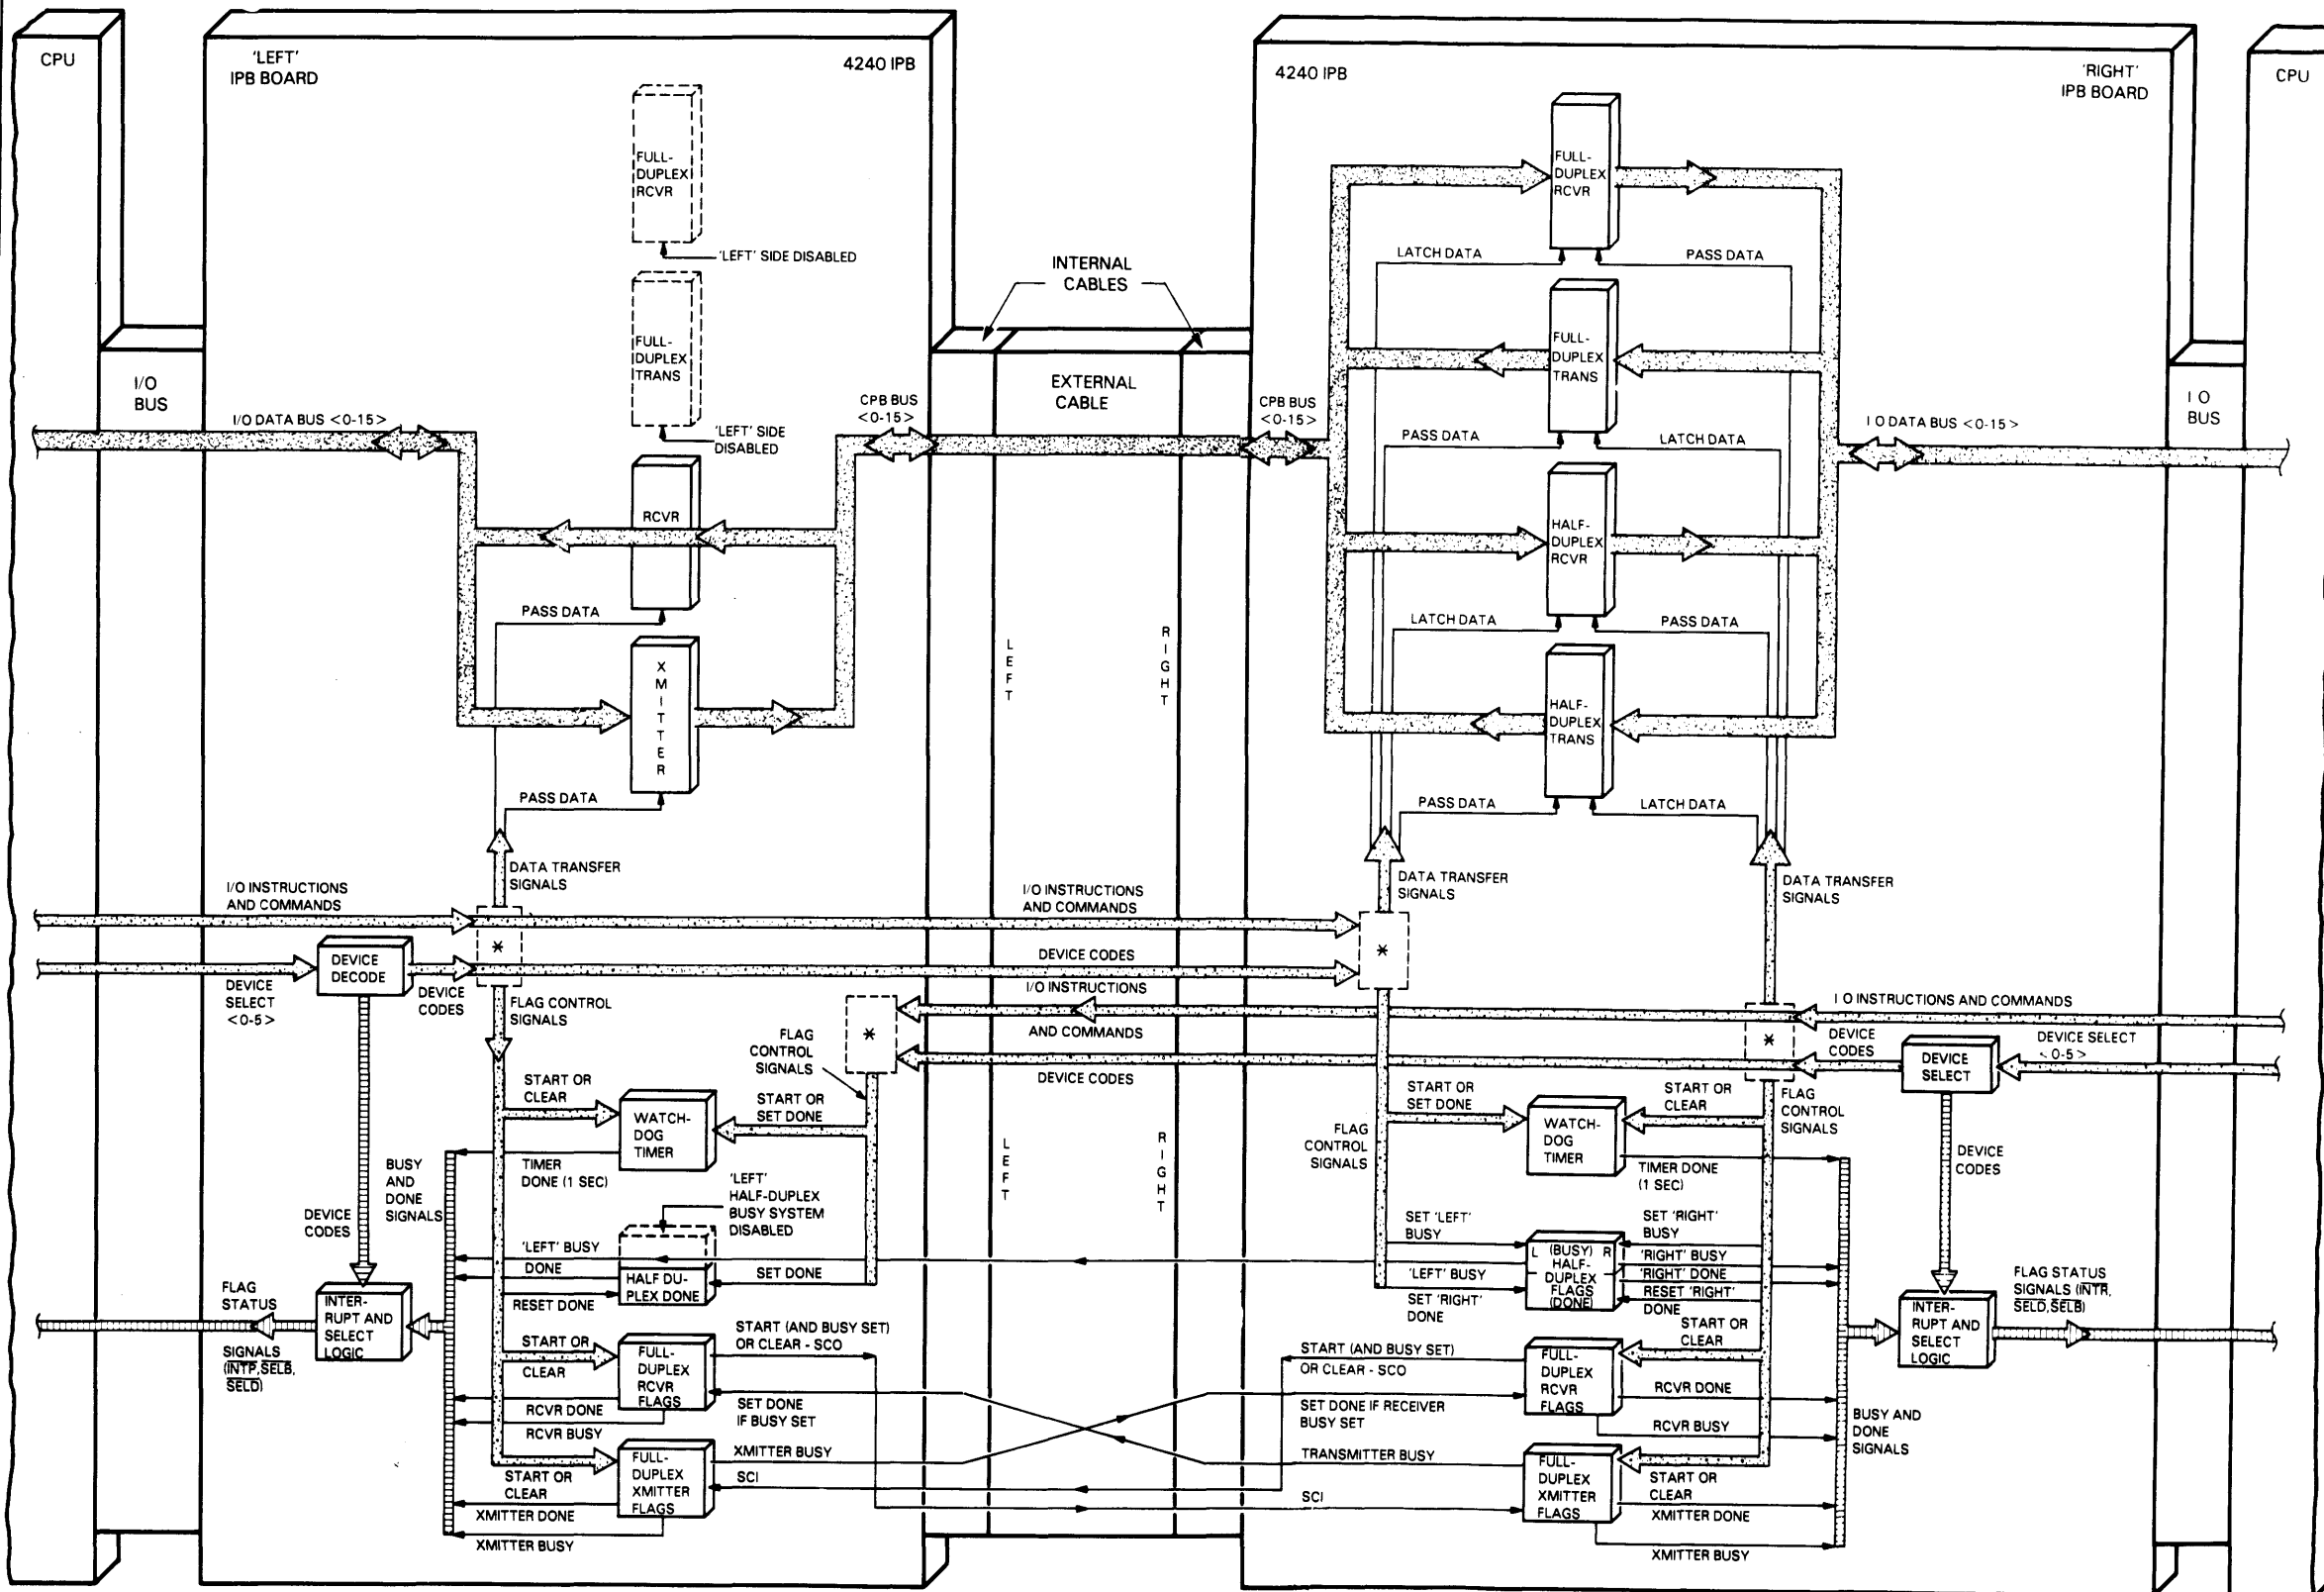 CPU
'LEFT'
IPB BOARD
4240 IPB
4240 IPB
'RIGHT'
IPB BOARD
CPU
FULL-
DUPLEX
RCVR
'LEFT' SIDE DISABLED
FULL-
DUPLEX
TRANS
'LEFT' SIDE
DISABLED
I/O
BUS
I/O DATA BUS <0-15>
CPB BUS
<0-15>
RCVR
PASS DATA
X
M
I
T
T
E
R
PASS DATA
INTERNAL
CABLES
EXTERNAL
CABLE
CPB BUS
<0-15>
L
E
F
T
R
I
G
H
T
FULL-
DUPLEX
RCVR
LATCH DATA
PASS DATA
FULL-
DUPLEX
TRANS
PASS DATA
LATCH DATA
HALF-
DUPLEX
RCVR
LATCH DATA
PASS DATA
HALF-
DUPLEX
TRANS
PASS DATA
LATCH DATA
I O DATA BUS <0-15>
I O
BUS
DATA TRANSFER
SIGNALS
DATA TRANSFER
SIGNALS
DATA TRANSFER
SIGNALS
I/O INSTRUCTIONS
AND COMMANDS
I/O INSTRUCTIONS
AND COMMANDS
*
*
DEVICE
DECODE
DEVICE
SELECT
<0-5>
DEVICE
CODES
DEVICE CODES
FLAG CONTROL
SIGNALS
I/O INSTRUCTIONS
AND COMMANDS
*
*
I O INSTRUCTIONS AND COMMANDS
DEVICE
CODES
DEVICE SELECT
<0-5>
DEVICE
SELECT
DEVICE CODES
FLAG
CONTROL
SIGNALS
START OR
CLEAR
WATCH-
DOG
TIMER
START OR
SET DONE
TIMER
DONE (1 SEC)
BUSY
AND
DONE
SIGNALS
DEVICE
CODES
'LEFT'
HALF-DUPLEX
BUSY SYSTEM
DISABLED
'LEFT' BUSY
DONE
HALF DU-
PLEX DONE
SET DONE
RESET DONE
L
E
F
T
R
I
G
H
T
START OR
SET DONE
FLAG
CONTROL
SIGNALS
WATCH-
DOG
TIMER
START OR
CLEAR
FLAG
CONTROL
SIGNALS
TIMER DONE
(1 SEC)
DEVICE
CODES
SET 'LEFT'
BUSY
SET 'RIGHT'
BUSY
L (BUSY) R
HALF-
DUPLEX
FLAGS
(DONE)
'RIGHT' BUSY
'LEFT' BUSY
'RIGHT' DONE
RESET 'RIGHT'
DONE
SET 'RIGHT'
DONE
FLAG
STATUS
SIGNALS
(INTP,SELB,
SELD)
INTER-
RUPT AND
SELECT
LOGIC
START OR
CLEAR
FULL-
DUPLEX
RCVR
FLAGS
START (AND BUSY SET)
OR CLEAR - SCO
RCVR DONE
RCVR BUSY
SET DONE
IF BUSY SET
FULL-
DUPLEX
XMITTER
FLAGS
XMITTER BUSY
SCI
START OR
CLEAR
XMITTER DONE
XMITTER BUSY
START (AND BUSY SET)
OR CLEAR - SCO
SET DONE IF RECEIVER
BUSY SET
TRANSMITTER BUSY
SCI
FULL-
DUPLEX
RCVR
FLAGS
START OR
CLEAR
RCVR DONE
RCVR BUSY
FULL-
DUPLEX
XMITTER
FLAGS
START OR
CLEAR
XMITTER DONE
XMITTER BUSY
BUSY AND
DONE
SIGNALS
INTER-
RUPT AND
SELECT
LOGIC
FLAG STATUS
SIGNALS (INTR,
SELD,SELB)